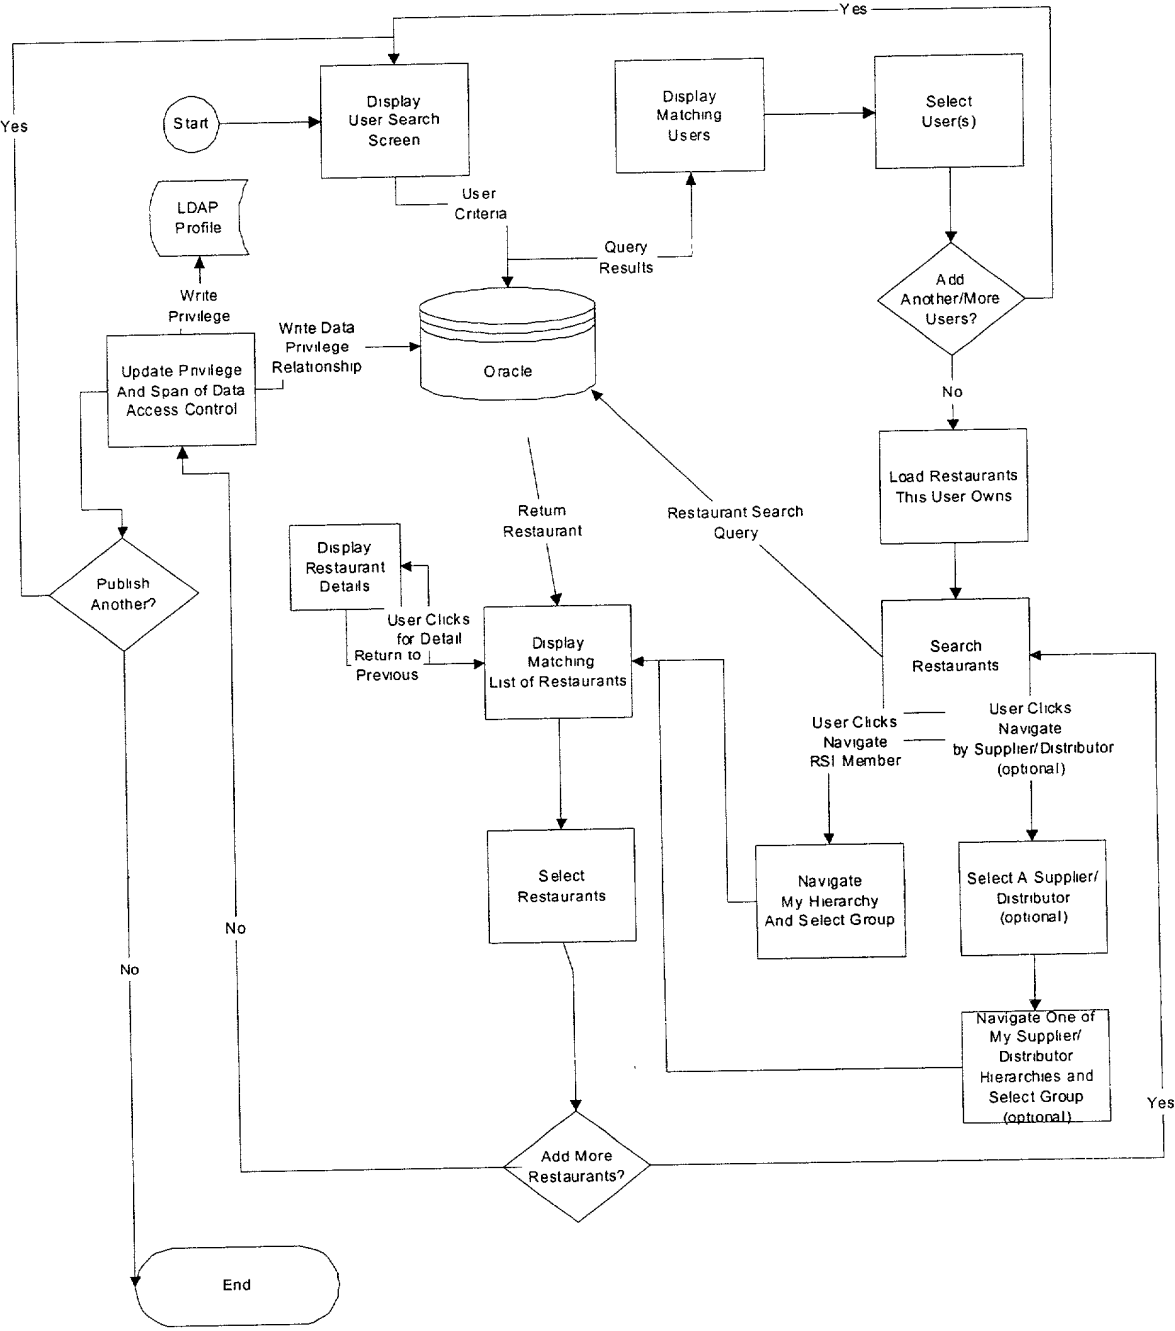 Yes
Yes
Start
Display
User Search
Screen
Display
Matching
Users
Select
User(s)
LDAP
Profile
User
Criteria
Query
Results
Add
Another/More
Users?
Write
Privilege
Write Data
Privilege
Relationship
Oracle
Update Privilege
And Span of Data
Access Control
No
Load Restaurants
This User Owns
Return
Restaurant
Restaurant Search
Query
Display
Restaurant
Details
Publish
Another?
User Clicks
for Detail
Return to
Previous
Display
Matching
List of Restaurants
Search
Restaurants
User Clicks
Navigate
RSI Member
User Clicks
Navigate
by Supplier/Distributor
(optional)
Select
Restaurants
Navigate
My Hierarchy
And Select Group
Select A Supplier/
Distributor
(optional)
No
No
Navigate One of
My Supplier/
Distributor
Hierarchies and
Select Group
(optional)
Yes
Add More
Restaurants?
End